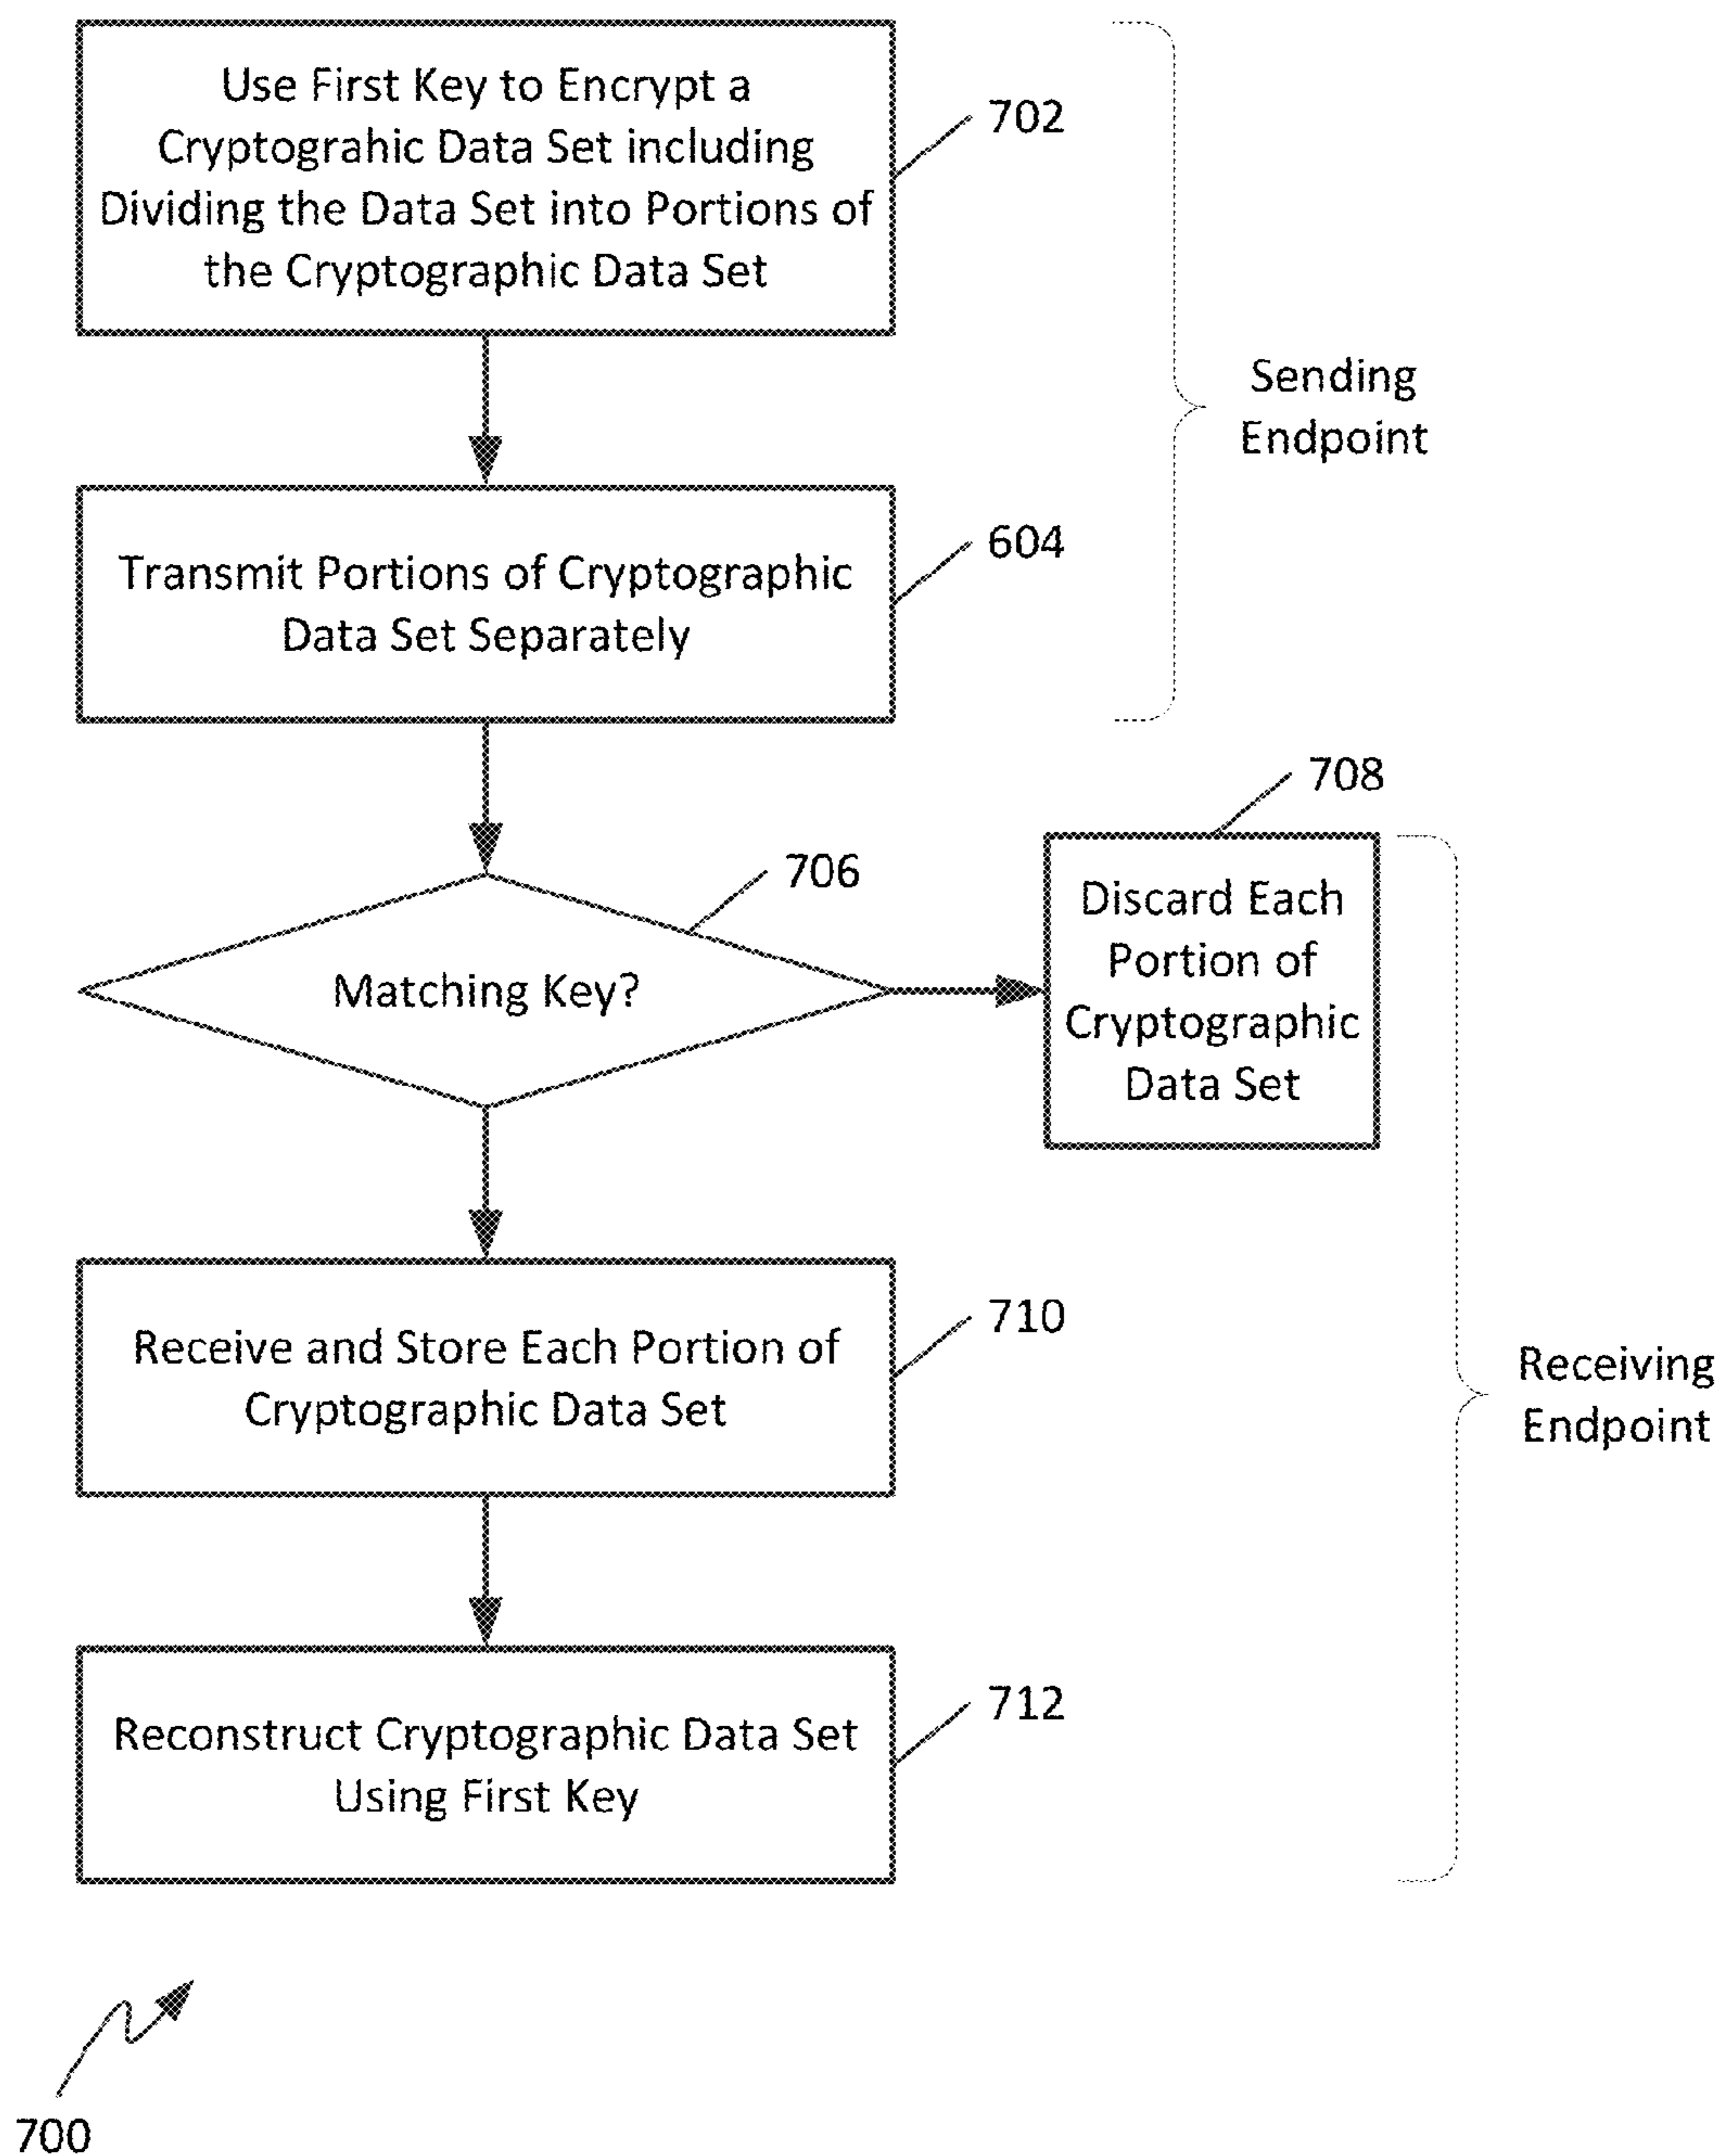 Use First Key to Encrypt a
Cryptograhic Data Set including
Dividing the Data Set into Portions of
the Cryptographic Data Set
702
Sending
Endpoint
Transmit Portions of Cryptographic
Data Set Separately
604
708
Matching Key?
706
Discard Each
Portion of
Cryptographic
Data Set
Receive and Store Each Portion of
Cryptographic Data Set
710
Receiving
Endpoint
Reconstruct Cryptographic Data Set
Using First Key
712
700